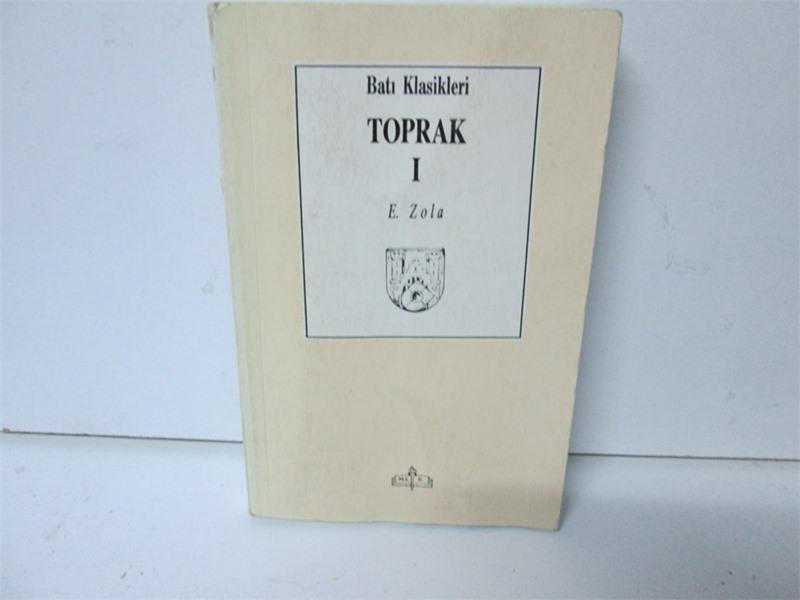 Batı Klasikleri
TOPRAK
I
E. Zola